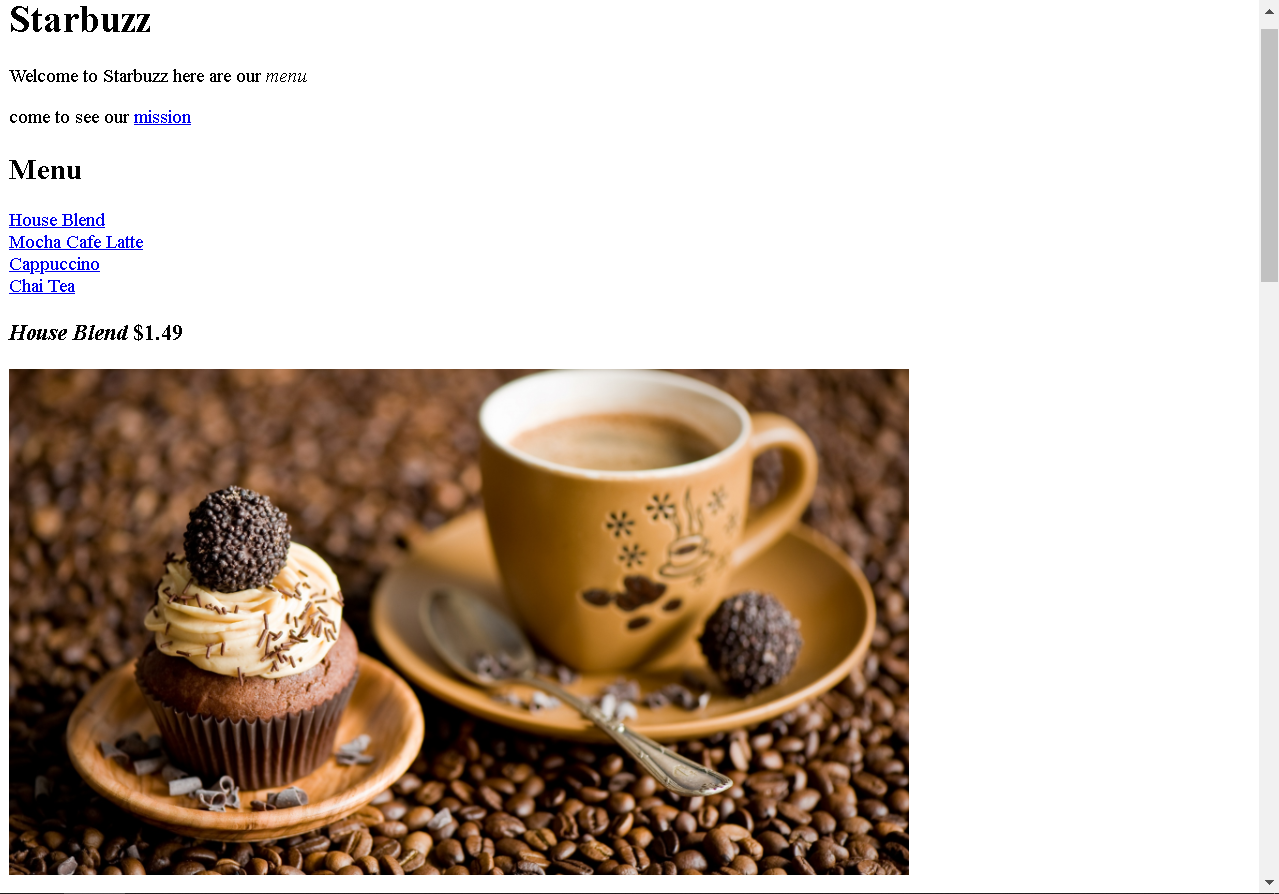 Starbuzz
Welcome to Starbuzz here are our menu
come to see our mission
Menu
House Blend
Mocha Cafe Latte
Cappuccino
Chai Tea
House Blend $1.49